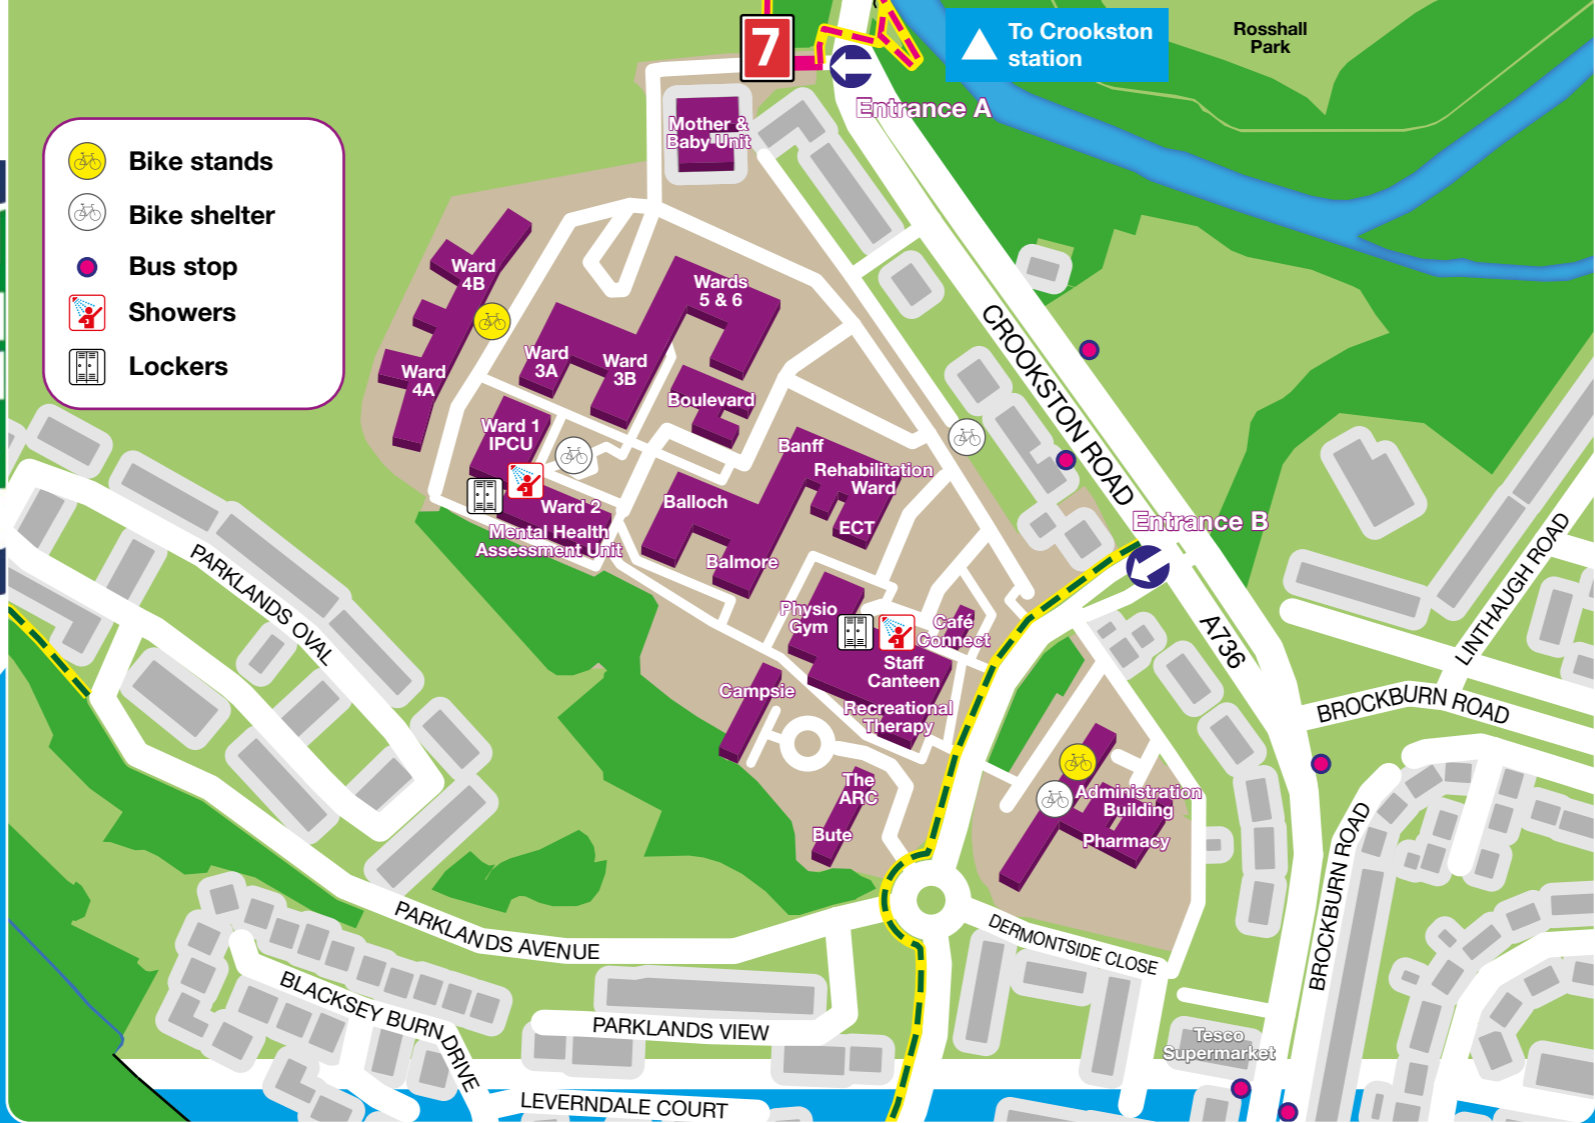 7
To Crookston
station
Rosshall
Park
Entrance A
Mother &
Baby Unit
Bike stands
Bike shelter
Bus stop
Showers
Lockers
Ward
4B
Ward
4A
Wards
5 & 6
Ward
3A
Ward
3B
Boulevard
Ward 1
IPCU
Ward 2
Mental Health
Assessment Unit
Banff
Rehabilitation
Ward
ECT
Balloch
Balmore
CROOKSTON ROAD
Entrance B
A736
LINTHAUGH ROAD
BROCKBURN ROAD
BROCKBURN ROAD
Physio
Gym
Café
Connect
Staff
Canteen
Recreational
Therapy
Campsie
The
ARC
Bute
Administration
Building
Pharmacy
PARKLANDS OVAL
PARKLANDS AVENUE
DERMONTSIDE CLOSE
BLACKSEY BURN DRIVE
PARKLANDS VIEW
LEVERNDALE COURT
Tesco
Supermarket